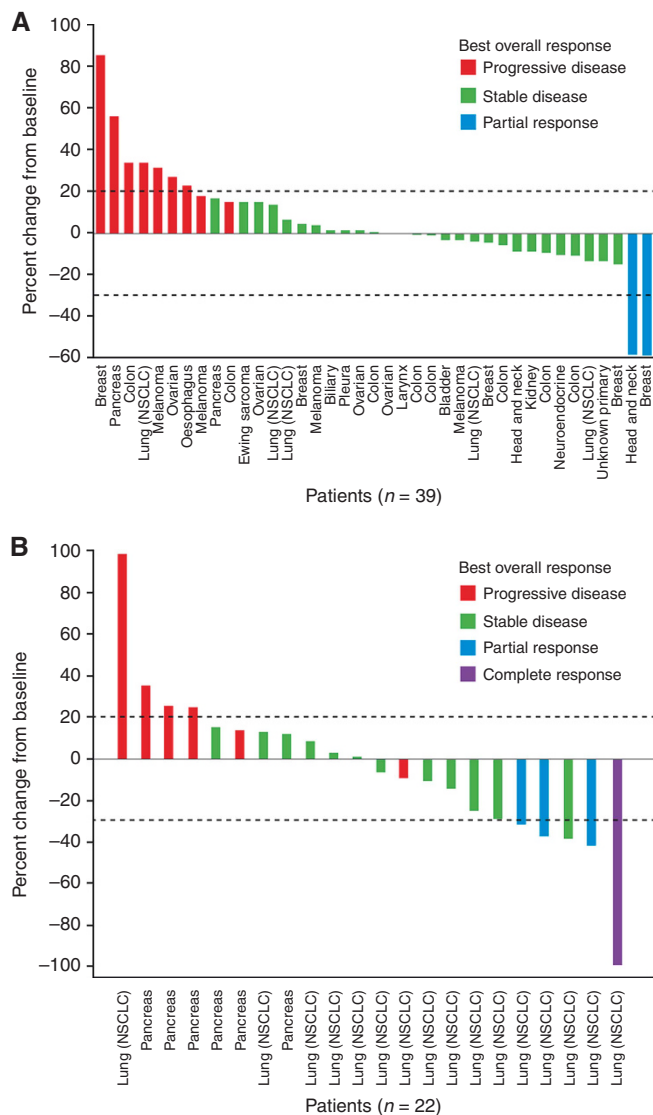 A
Best overall response
Progressive disease
Stable disease
Partial response
Percent change from baseline
100
80
60
40
20
0
−20
−40
−60
Breast
Pancreas
Colon
Lung (NSCLC)
Melanoma
Ovarian
Oesophagus
Melanoma
Pancreas
Colon
Ewing sarcoma
Ovarian
Lung (NSCLC)
Lung (NSCLC)
Breast
Melanoma
Biliary
Pleura
Ovarian
Colon
Ovarian
Larynx
Colon
Colon
Bladder
Melanoma
Lung (NSCLC)
Breast
Colon
Head and neck
Kidney
Colon
Neuroendocrine
Colon
Lung (NSCLC)
Unknown primary
Breast
Head and neck
Breast
Patients (n = 39)
B
Best overall response
Progressive disease
Stable disease
Partial response
Complete response
Percent change from baseline
100
80
60
40
20
0
−20
−40
−60
−80
−100
Lung (NSCLC)
Pancreas
Pancreas
Pancreas
Pancreas
Pancreas
Lung (NSCLC)
Pancreas
Lung (NSCLC)
Lung (NSCLC)
Lung (NSCLC)
Lung (NSCLC)
Lung (NSCLC)
Lung (NSCLC)
Lung (NSCLC)
Lung (NSCLC)
Lung (NSCLC)
Lung (NSCLC)
Lung (NSCLC)
Lung (NSCLC)
Lung (NSCLC)
Lung (NSCLC)
Patients (n = 22)